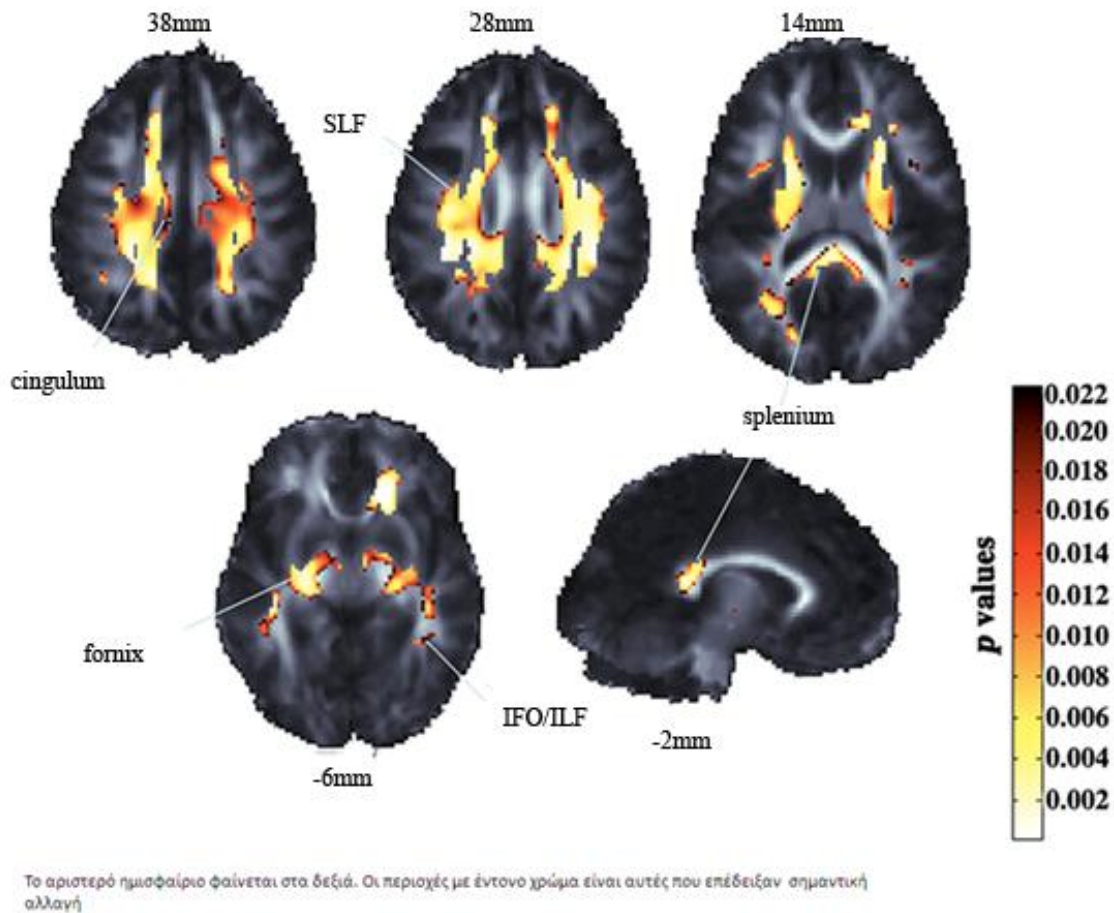 38mm
28mm
14mm
SLF
cingulum
splenium
fornix
IFO/ILF
-6mm
-2mm
0.022
0.020
0.018
0.016
0.014
0.012
0.010
0.008
0.006
0.004
0.002
p values
Το αριστερό ημισφαίριο φαίνεται στα δεξιά. Οι περιοχές με έντονο χρώμα είναι αυτές που επέδειξαν σημαντική
αλλαγή